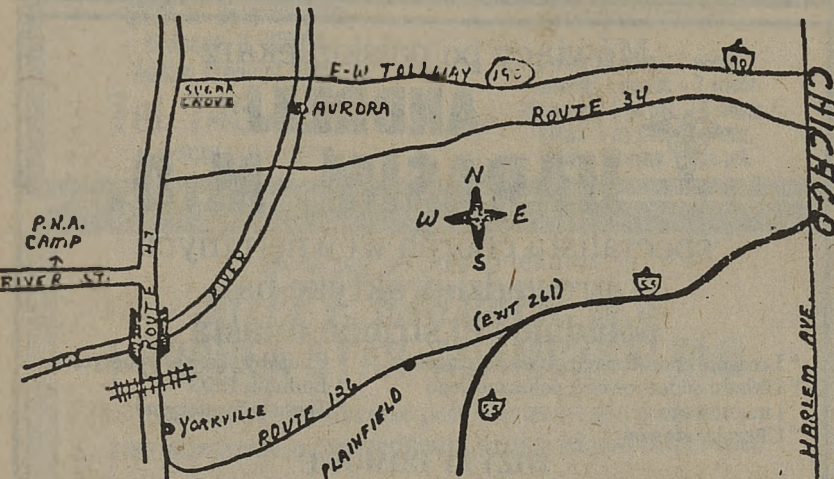 E-W TOLLWAY
190
90
SUGAR
GROVE
AURORA
ROUTE 34
CHICAGO
N
W
E
S
P.N.A.
CAMP
RIVER ST.
ROUTE 47
RIVER
(EXIT 261)
55
55
ROUTE 126
YORKVILLE
PLAINFIELD
HARLEM AVE.